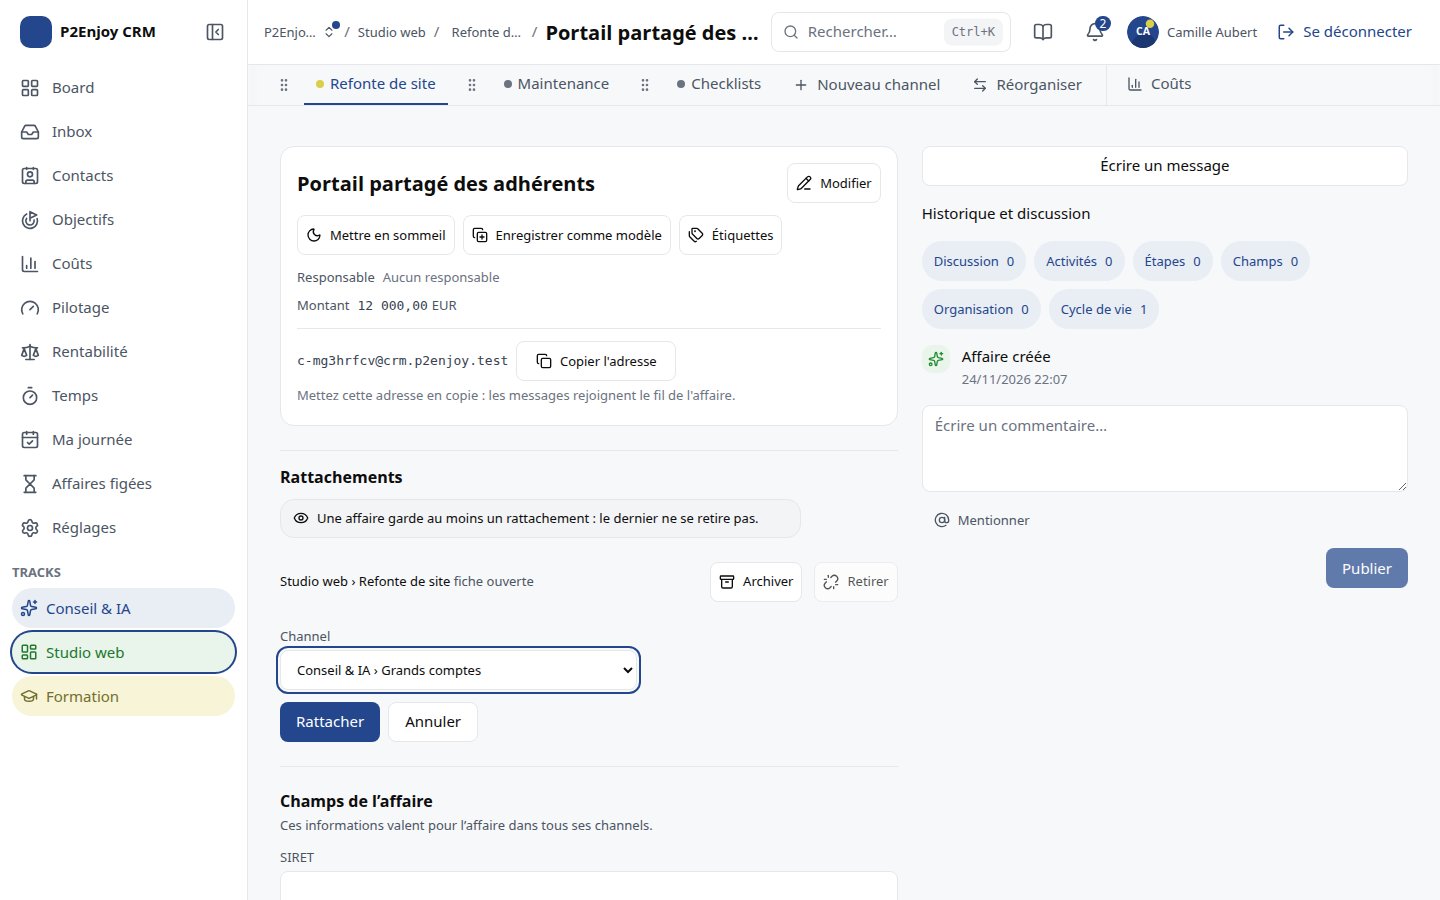 P2Enjoy CRM
Board
Inbox
Contacts
Objectifs
Coûts
Pilotage
Rentabilité
Temps
Ma journée
Affaires figées
Réglages
TRACKS
Conseil & IA
Studio web
Formation
P2Enjo... / Studio web / Refonte d... / Portail partagé des ...
Rechercher... Ctrl+K
2
CA Camille Aubert
Se déconnecter
Refonte de site
Maintenance
Checklists
Nouveau channel
Réorganiser
Coûts
Portail partagé des adhérents
Modifier
Mettre en sommeil
Enregistrer comme modèle
Étiquettes
Responsable Aucun responsable
Montant 12 000,00 EUR
c-mg3hrfcv@crm.p2enjoy.test
Copier l'adresse
Mettez cette adresse en copie : les messages rejoignent le fil de l'affaire.
Rattachements
Une affaire garde au moins un rattachement : le dernier ne se retire pas.
Studio web › Refonte de site fiche ouverte
Archiver
Retirer
Channel
Conseil & IA › Grands comptes
Rattacher
Annuler
Champs de l’affaire
Ces informations valent pour l’affaire dans tous ses channels.
SIRET
Écrire un message
Historique et discussion
Discussion 0
Activités 0
Étapes 0
Champs 0
Organisation 0
Cycle de vie 1
Affaire créée
24/11/2026 22:07
Écrire un commentaire...
Mentionner
Publier